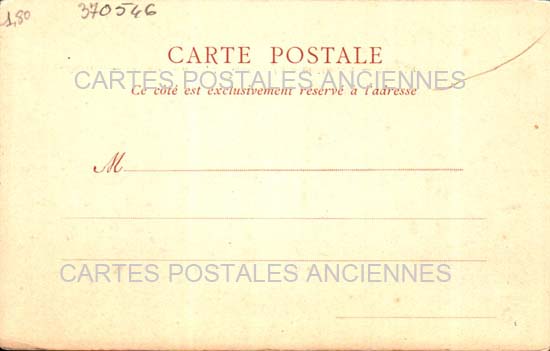 1,80
370546
CARTE POSTALE
CARTES POSTALES ANCIENNES
Ce côté est exclusivement réservé a l'adresse
M
CARTES POSTALES ANCIENNES